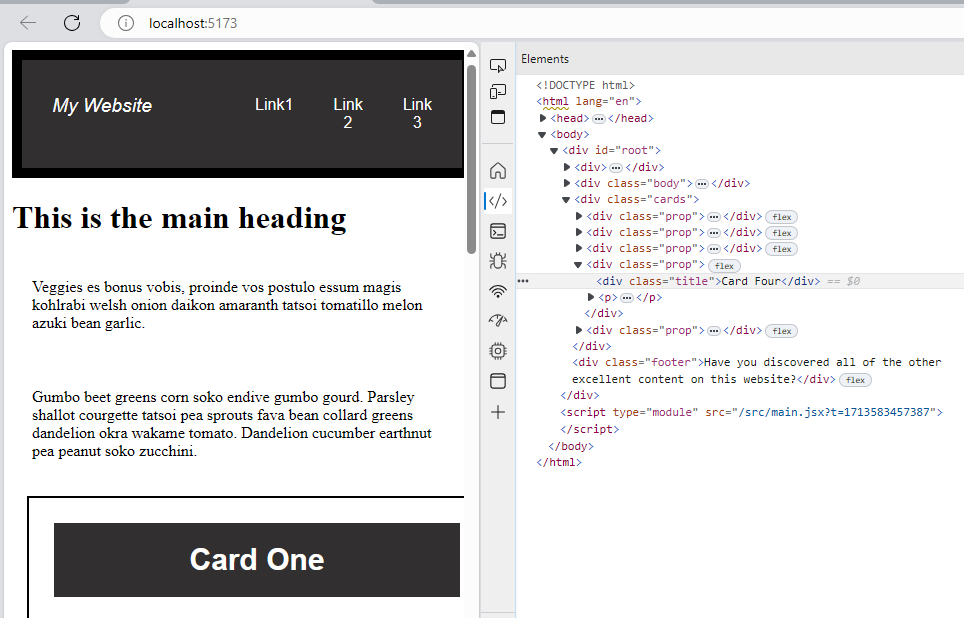 localhost:5173
My Website
Link1
Link
2
Link
3
This is the main heading
Veggies es bonus vobis, proinde vos postulo essum magis
kohlrabi welsh onion daikon amaranth tatsoi tomatillo melon
azuki bean garlic.
Gumbo beet greens corn soko endive gumbo gourd. Parsley
shallot courgette tatsoi pea sprouts fava bean collard greens
dandelion okra wakame tomato. Dandelion cucumber earthnut
pea peanut soko zucchini.
Card One
Elements
<!DOCTYPE html>
<html lang="en">
<head> ⋯ </head>
<body>
<div id="root">
<div> ⋯ </div>
<div class="body"> ⋯ </div>
<div class="cards">
<div class="prop"> ⋯ </div> flex
<div class="prop"> ⋯ </div> flex
<div class="prop"> ⋯ </div> flex
<div class="prop"> flex
<div class="title">Card Four</div> == $0
<p> ⋯ </p>
</div>
<div class="prop"> ⋯ </div> flex
</div>
<div class="footer">Have you discovered all of the other
excellent content on this website?</div> flex
</div>
<script type="module" src="/src/main.jsx?t=1713583457387">
</script>
</body>
</html>